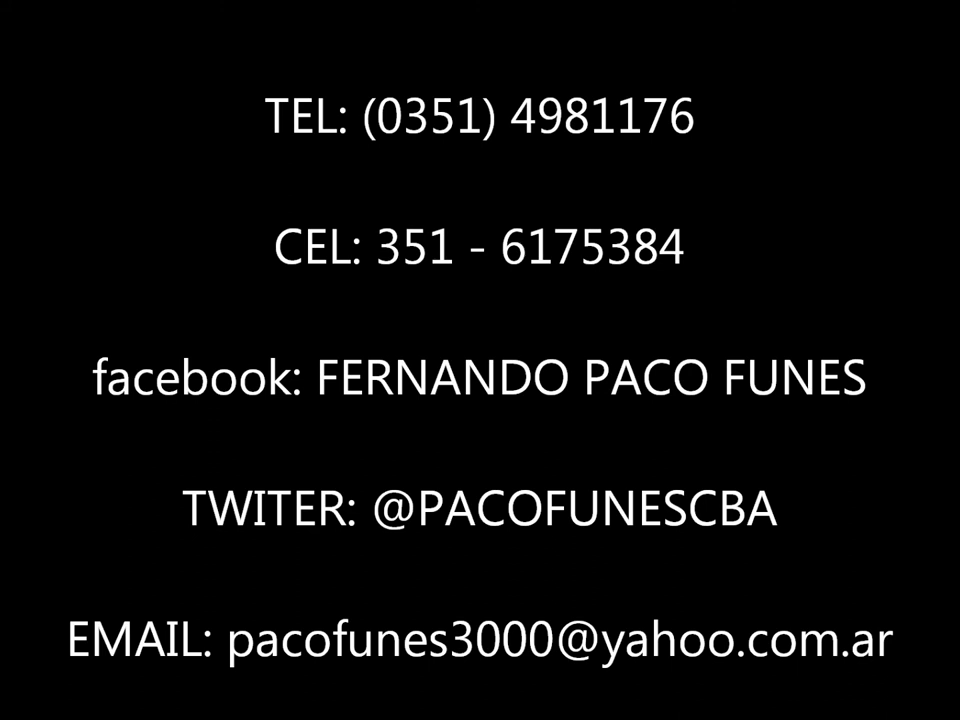 TEL: (0351) 4981176
CEL: 351 - 6175384
facebook: FERNANDO PACO FUNES
TWITER: @PACOFUNESCBA
EMAIL: pacofunes3000@yahoo.com.ar